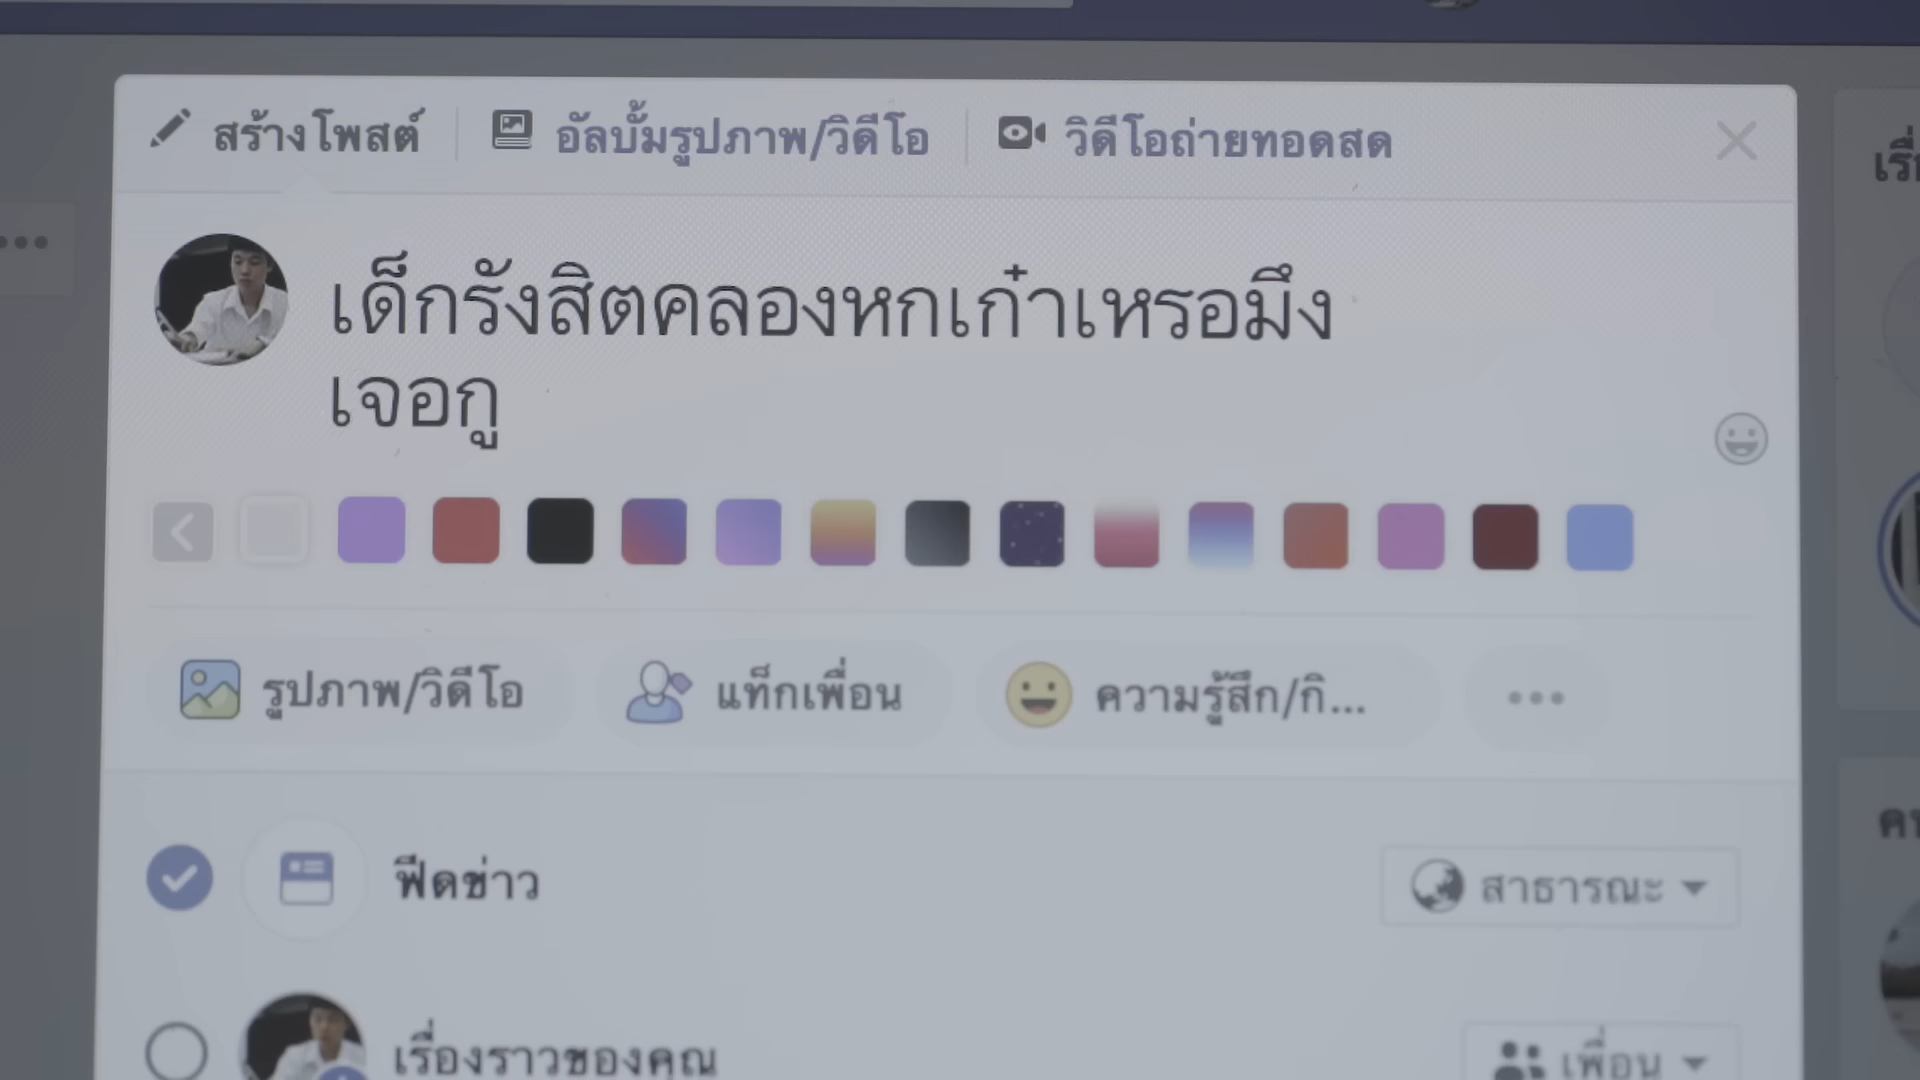 สร้างโพสต์
อัลบั้มรูปภาพ/วิดีโอ
วิดีโอถ่ายทอดสด
เด็กรังสิตคลองหกเก๋าเหรอมึง
เจอกู
รูปภาพ/วิดีโอ
แท็กเพื่อน
ความรู้สึก/กิ...
ฟีดข่าว
สาธารณะ
เรื่องราวของคุณ
เพื่อน